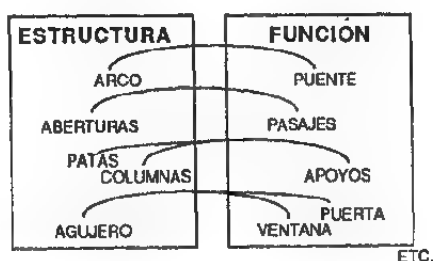 ESTRUCTURA FUNCIÓN
ARCO PUENTE
ABERTURAS PASAJES
PATAS
COLUMNAS APOYOS
PUERTA
AGUJERO VENTANA
ETC.